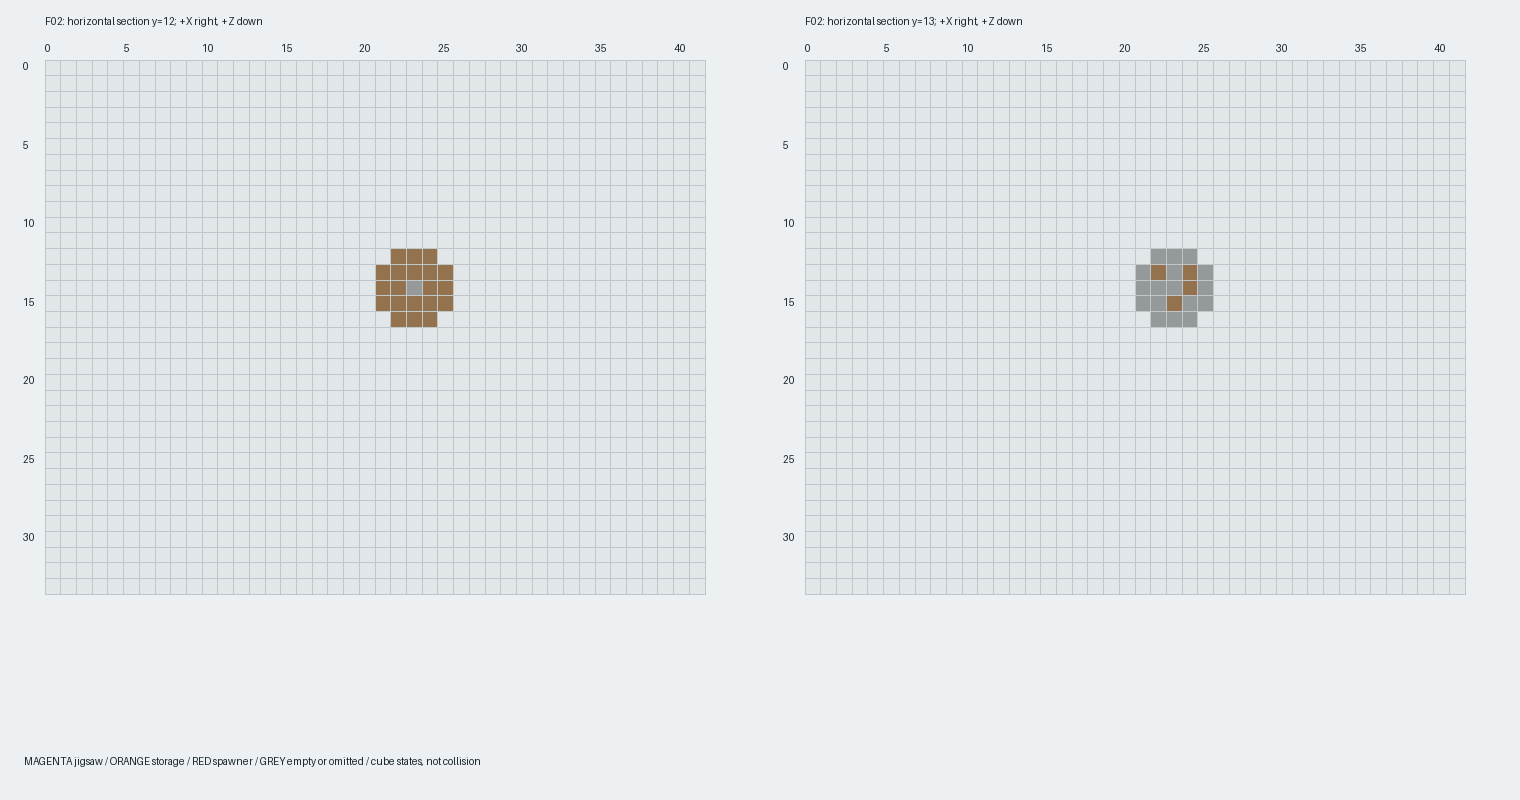 F02: horizontal section y=12; +X right, +Z down
0 5 10 15 20 25 30 35 40
0
5
10
15
20
25
30
F02: horizontal section y=13; +X right, +Z down
0 5 10 15 20 25 30 35 40
0
5
10
15
20
25
30
MAGENTA jigsaw / ORANGE storage / RED spawner / GREY empty or omitted / cube states, not collision